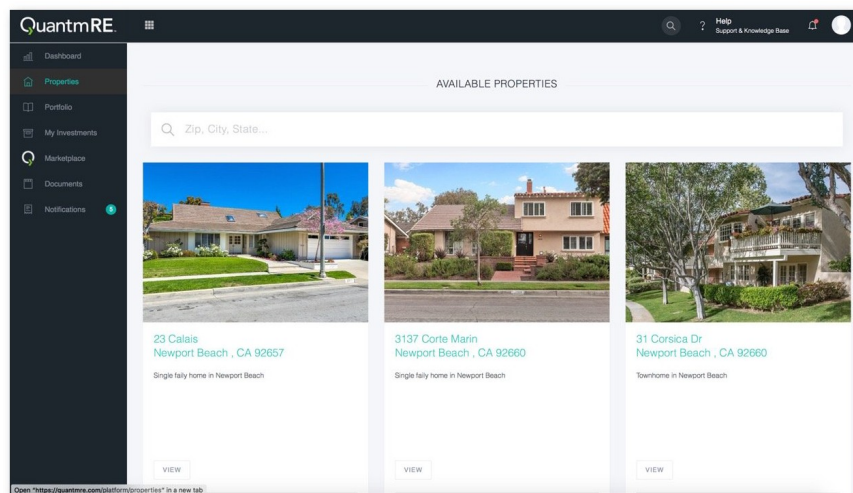 QuantmRE.
Help
Support & Knowledge Base
Dashboard
Properties
Portfolio
My Investments
Marketplace
Documents
Notifications 5
AVAILABLE PROPERTIES
Zip, City, State...
23 Calais
Newport Beach , CA 92657
Single faily home in Newport Beach
VIEW
3137 Corte Marin
Newport Beach , CA 92660
Single faily home in Newport Beach
VIEW
31 Corsica Dr
Newport Beach , CA 92660
Townhome in Newport Beach
VIEW
Open "https://quantmre.com/platform/properties" in a new tab